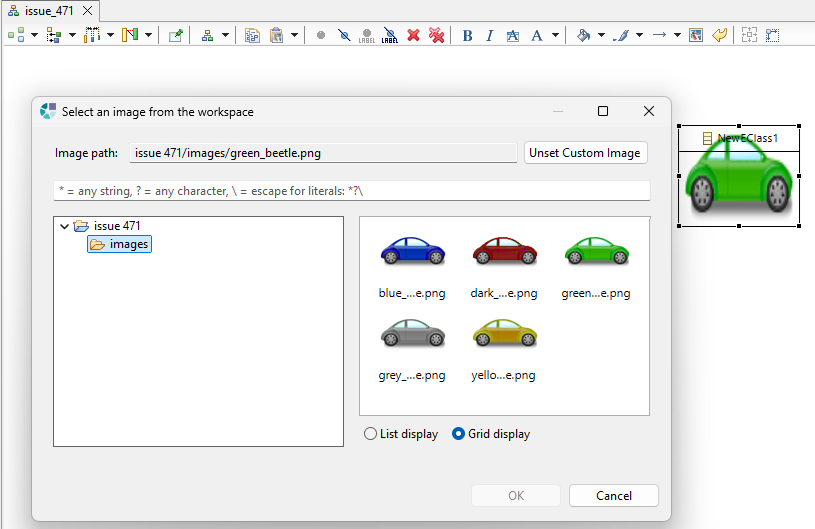 issue_471
LABEL
LABEL
B I A A
Select an image from the workspace
Image path: issue 471/images/green_beetle.png
Unset Custom Image
* = any string, ? = any character, \ = escape for literals: *?\
issue 471
images
blue_...e.png dark_...e.png green...e.png
grey_...e.png yello...e.png
List display Grid display
OK Cancel
NewEClass1